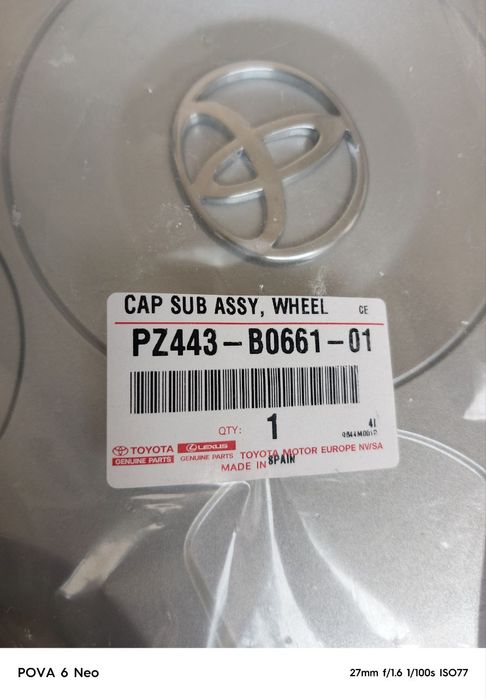 CAP SUB ASSY, WHEEL CE
PZ443-B0661-01
QTY: 1 41
TOYOTA LEXUS
GENUINE PARTS GENUINE PARTS TOYOTA MOTOR EUROPE NV/SA
MADE IN SPAIN
POVA 6 Neo 27mm f/1.6 1/100s ISO77